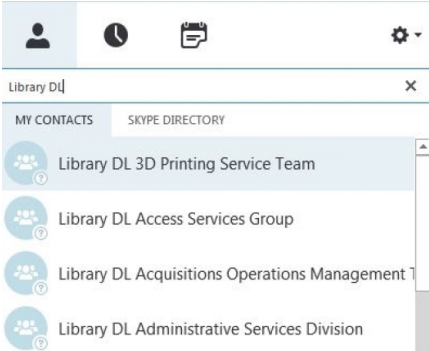 Library DL
MY CONTACTS SKYPE DIRECTORY
Library DL 3D Printing Service Team
Library DL Access Services Group
Library DL Acquisitions Operations Management
Library DL Administrative Services Division